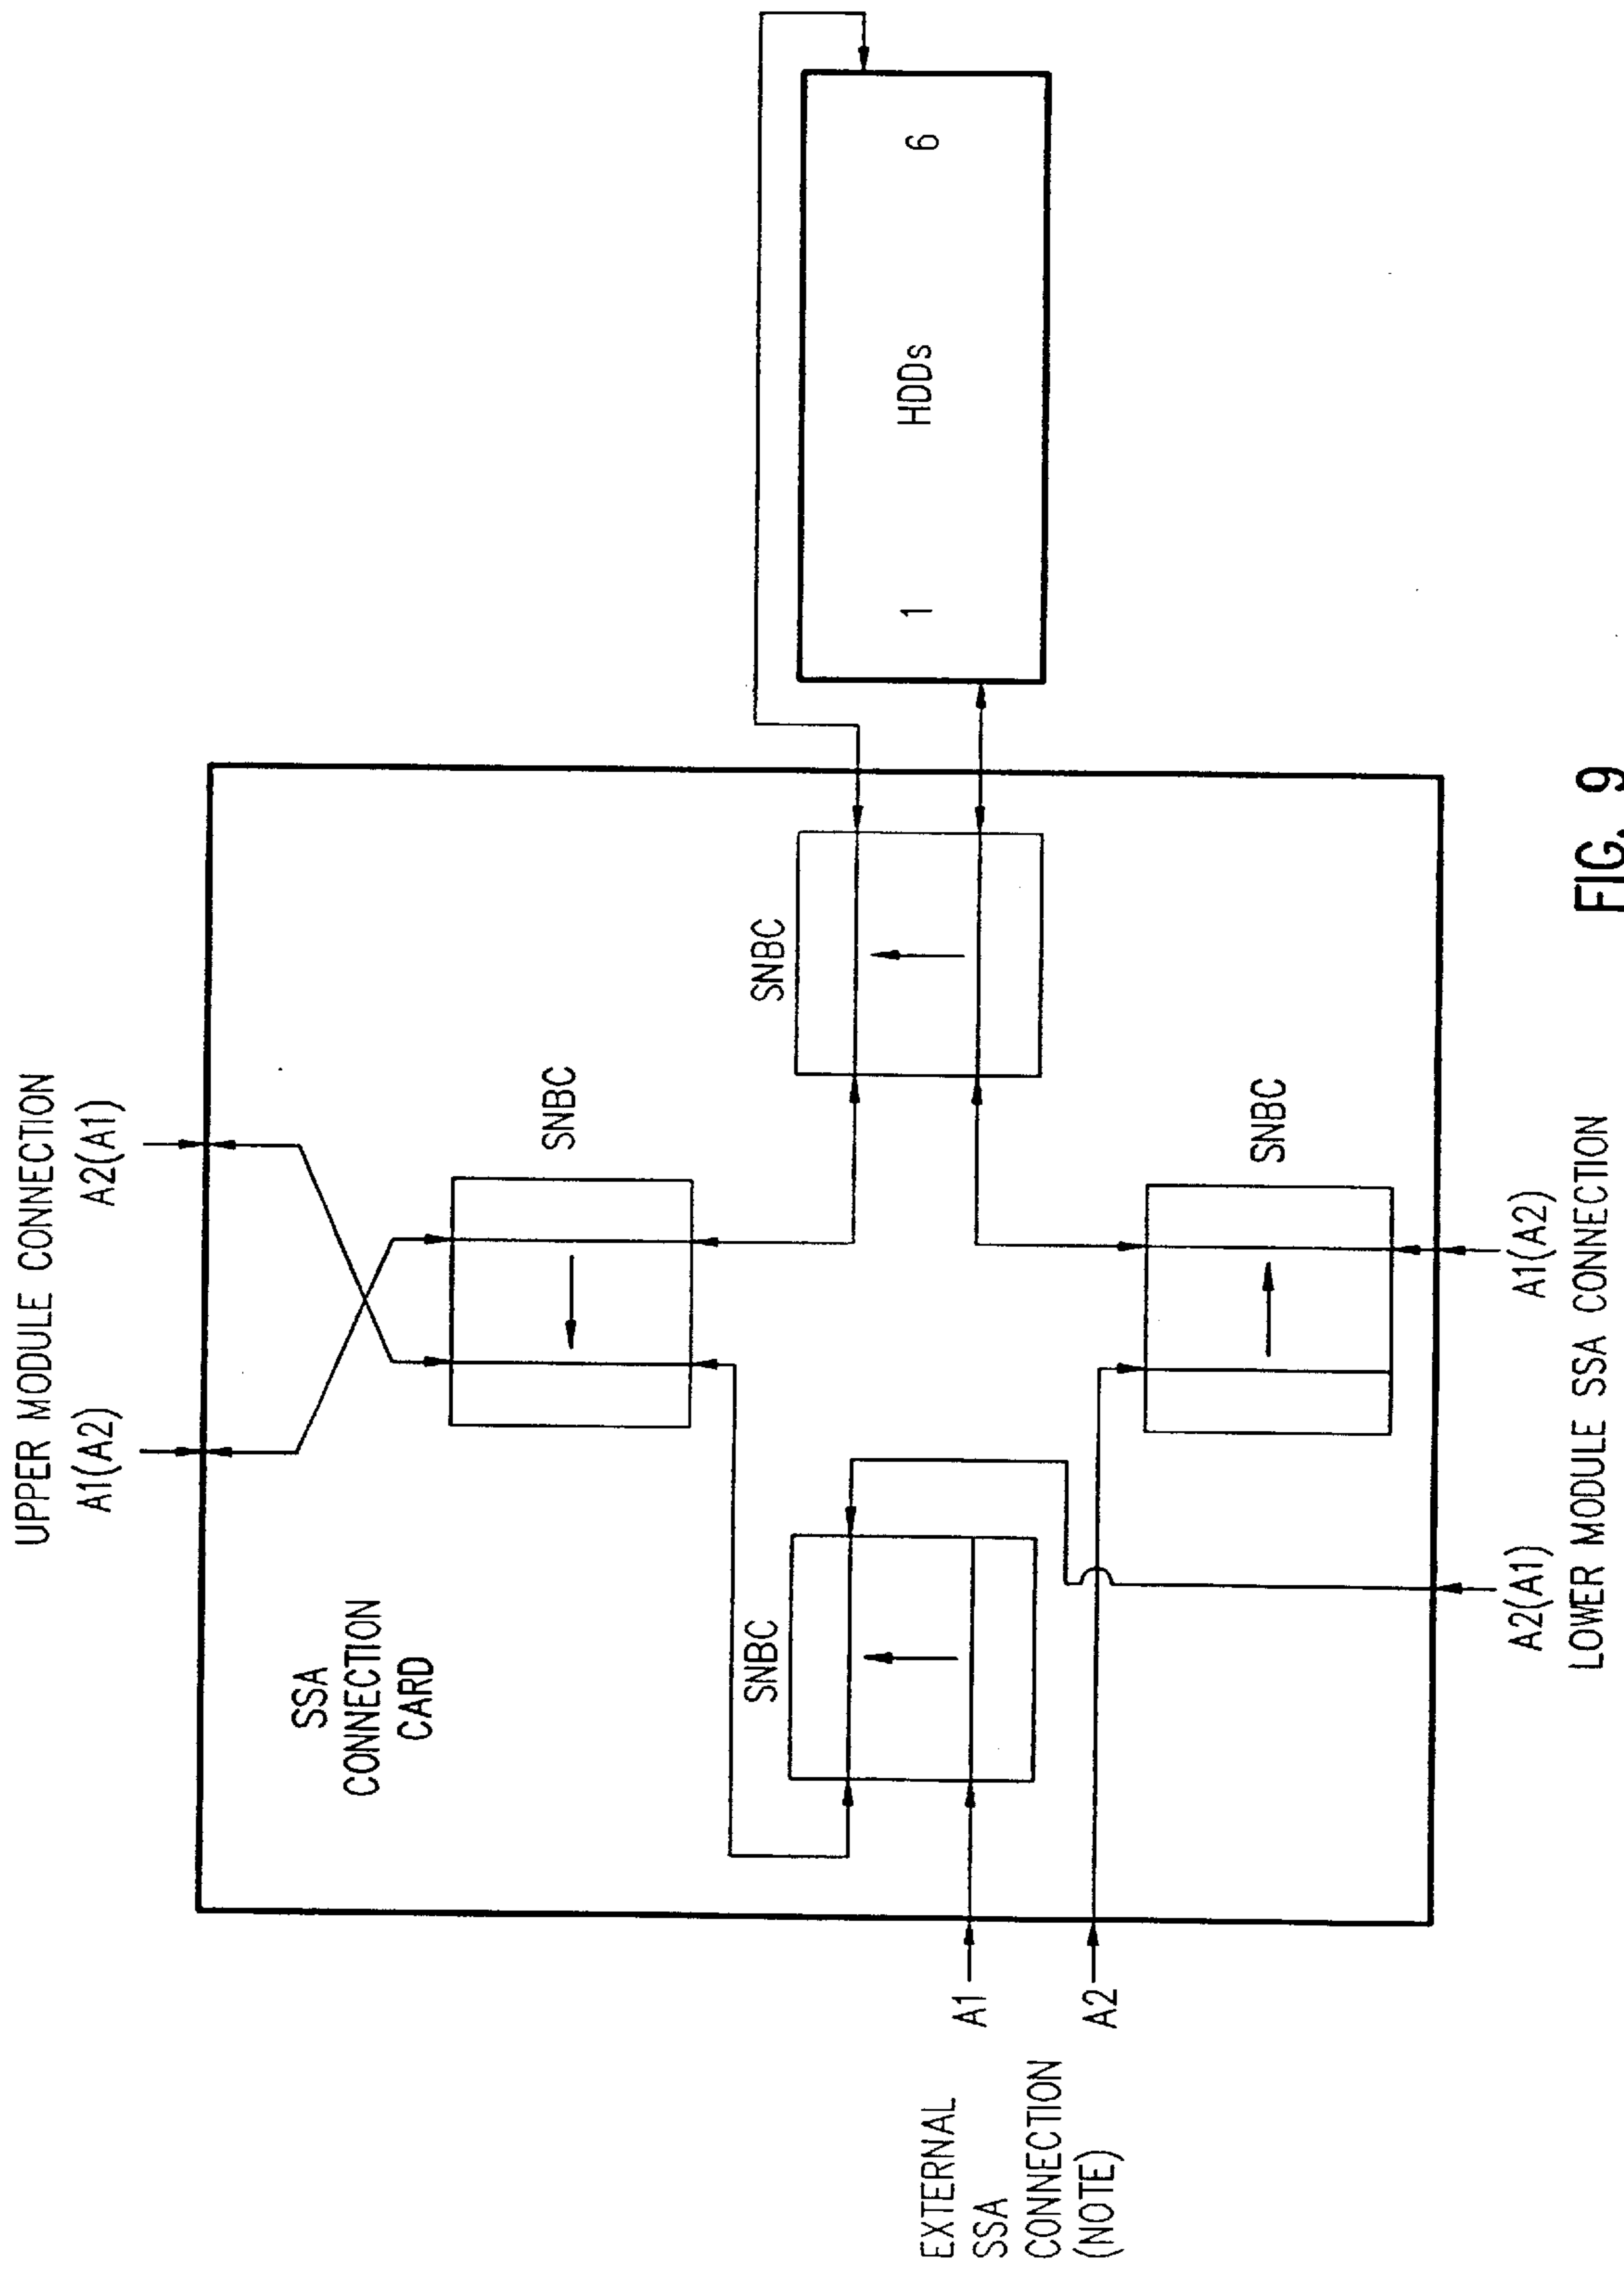 UPPER MODULE CONNECTION
A1(A2)
A2(A1)
SSA
CONNECTION
CARD
SNBC
SNBC
SNBC
SNBC
HDDs
1
6
EXTERNAL
SSA
CONNECTION
(NOTE)
A1
A2
A2(A1)
A1(A2)
LOWER MODULE SSA CONNECTION
FIG. 9